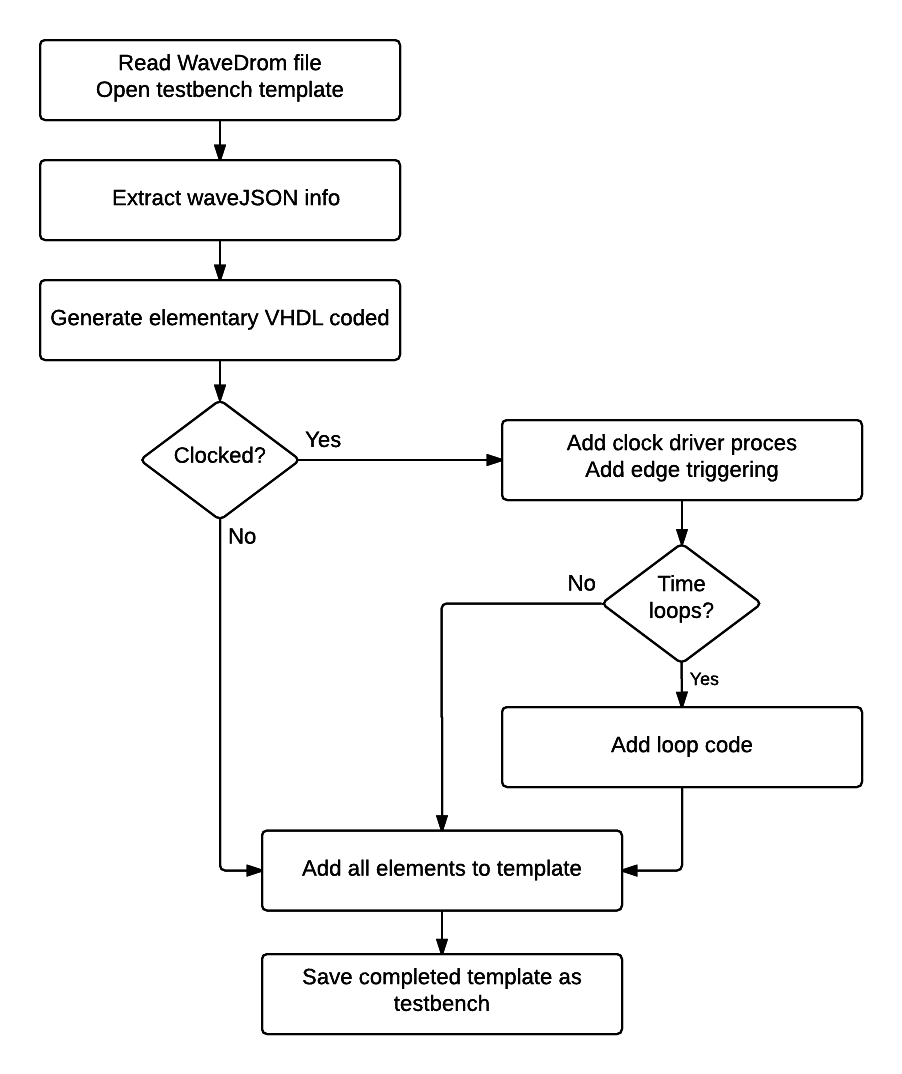 Read WaveDrom file
Open testbench template
Extract waveJSON info
Generate elementary VHDL coded
Clocked?
Yes
No
Add clock driver proces
Add edge triggering
Time
loops?
No
Yes
Add loop code
Add all elements to template
Save completed template as
testbench